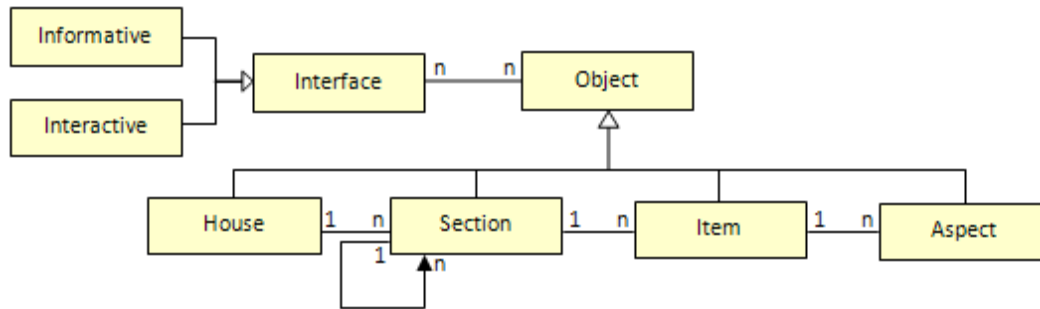 Informative
Interface
n
n
Object
Interactive
House
1
n
Section
1
n
Item
1
n
Aspect
1
n